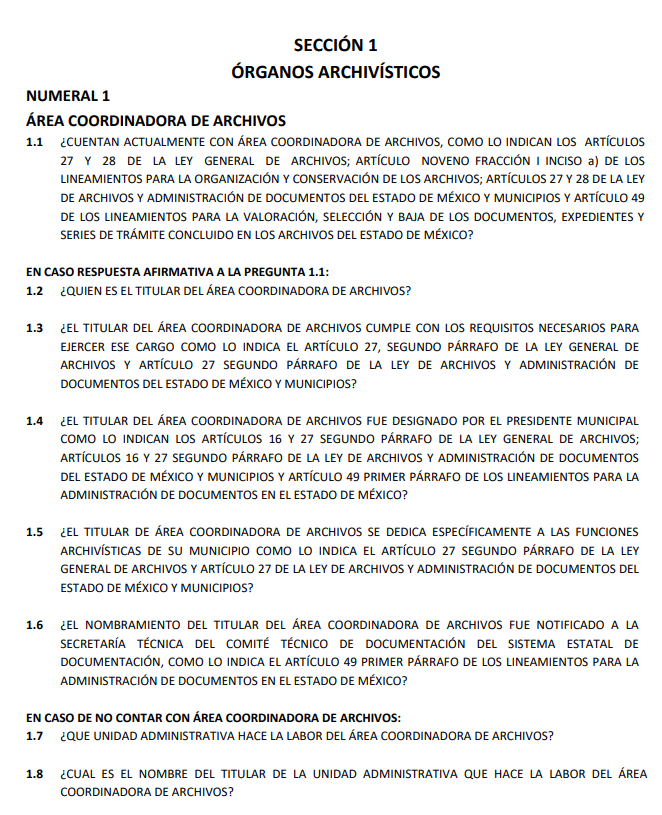 SECCIÓN 1
ÓRGANOS ARCHIVÍSTICOS
NUMERAL 1
ÁREA COORDINADORA DE ARCHIVOS
1.1 ¿CUENTAN ACTUALMENTE CON ÁREA COORDINADORA DE ARCHIVOS, COMO LO INDICAN LOS ARTÍCULOS
27 Y 28 DE LA LEY GENERAL DE ARCHIVOS; ARTÍCULO NOVENO FRACCIÓN I INCISO a) DE LOS
LINEAMIENTOS PARA LA ORGANIZACIÓN Y CONSERVACIÓN DE LOS ARCHIVOS; ARTÍCULOS 27 Y 28 DE LA LEY
DE ARCHIVOS Y ADMINISTRACIÓN DE DOCUMENTOS DEL ESTADO DE MÉXICO Y MUNICIPIOS Y ARTÍCULO 49
DE LOS LINEAMIENTOS PARA LA VALORACIÓN, SELECCIÓN Y BAJA DE LOS DOCUMENTOS, EXPEDIENTES Y
SERIES DE TRÁMITE CONCLUIDO EN LOS ARCHIVOS DEL ESTADO DE MÉXICO?
EN CASO RESPUESTA AFIRMATIVA A LA PREGUNTA 1.1:
1.2 ¿QUIEN ES EL TITULAR DEL ÁREA COORDINADORA DE ARCHIVOS?
1.3 ¿EL TITULAR DEL ÁREA COORDINADORA DE ARCHIVOS CUMPLE CON LOS REQUISITOS NECESARIOS PARA
EJERCER ESE CARGO COMO LO INDICA EL ARTÍCULO 27, SEGUNDO PÁRRAFO DE LA LEY GENERAL DE
ARCHIVOS Y ARTÍCULO 27 SEGUNDO PÁRRAFO DE LA LEY DE ARCHIVOS Y ADMINISTRACIÓN DE
DOCUMENTOS DEL ESTADO DE MÉXICO Y MUNICIPIOS?
1.4 ¿EL TITULAR DEL ÁREA COORDINADORA DE ARCHIVOS FUE DESIGNADO POR EL PRESIDENTE MUNICIPAL
COMO LO INDICAN LOS ARTÍCULOS 16 Y 27 SEGUNDO PÁRRAFO DE LA LEY GENERAL DE ARCHIVOS;
ARTÍCULOS 16 Y 27 SEGUNDO PÁRRAFO DE LA LEY DE ARCHIVOS Y ADMINISTRACIÓN DE DOCUMENTOS
DEL ESTADO DE MÉXICO Y MUNICIPIOS Y ARTÍCULO 49 PRIMER PÁRRAFO DE LOS LINEAMIENTOS PARA LA
ADMINISTRACIÓN DE DOCUMENTOS EN EL ESTADO DE MÉXICO?
1.5 ¿EL TITULAR DE ÁREA COORDINADORA DE ARCHIVOS SE DEDICA ESPECÍFICAMENTE A LAS FUNCIONES
ARCHIVÍSTICAS DE SU MUNICIPIO COMO LO INDICA EL ARTÍCULO 27 SEGUNDO PÁRRAFO DE LA LEY
GENERAL DE ARCHIVOS Y ARTÍCULO 27 DE LA LEY DE ARCHIVOS Y ADMINISTRACIÓN DE DOCUMENTOS DEL
ESTADO DE MÉXICO Y MUNICIPIOS?
1.6 ¿EL NOMBRAMIENTO DEL TITULAR DEL ÁREA COORDINADORA DE ARCHIVOS FUE NOTIFICADO A LA
SECRETARÍA TÉCNICA DEL COMITÉ TÉCNICO DE DOCUMENTACIÓN DEL SISTEMA ESTATAL DE
DOCUMENTACIÓN, COMO LO INDICA EL ARTÍCULO 49 PRIMER PÁRRAFO DE LOS LINEAMIENTOS PARA LA
ADMINISTRACIÓN DE DOCUMENTOS EN EL ESTADO DE MÉXICO?
EN CASO DE NO CONTAR CON ÁREA COORDINADORA DE ARCHIVOS:
1.7 ¿QUE UNIDAD ADMINISTRATIVA HACE LA LABOR DEL ÁREA COORDINADORA DE ARCHIVOS?
1.8 ¿CUAL ES EL NOMBRE DEL TITULAR DE LA UNIDAD ADMINISTRATIVA QUE HACE LA LABOR DEL ÁREA
COORDINADORA DE ARCHIVOS?